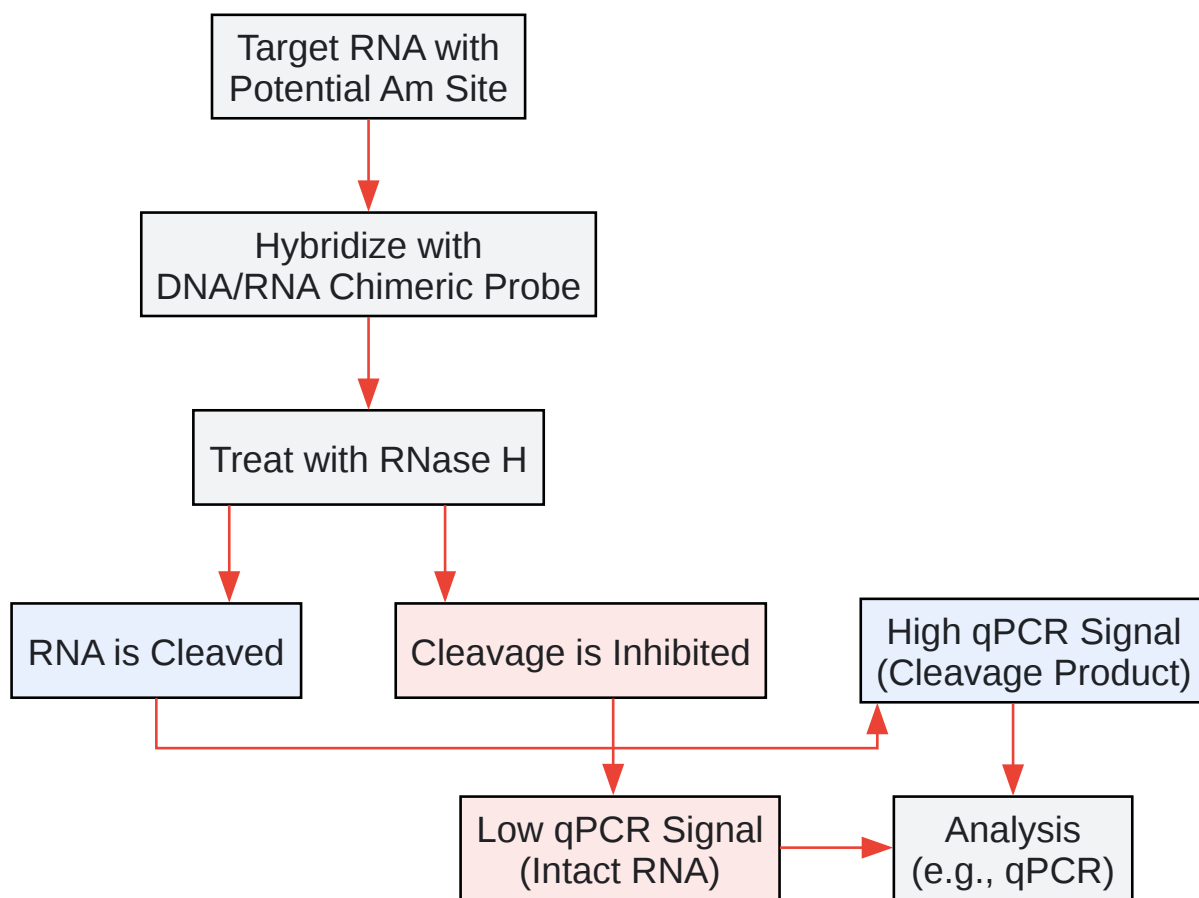 Target RNA with
Potential Am Site
Hybridize with
DNA/RNA Chimeric Probe
Treat with RNase H
RNA is Cleaved
Cleavage is Inhibited
High qPCR Signal
(Cleavage Product)
Low qPCR Signal
(Intact RNA)
Analysis
(e.g., qPCR)